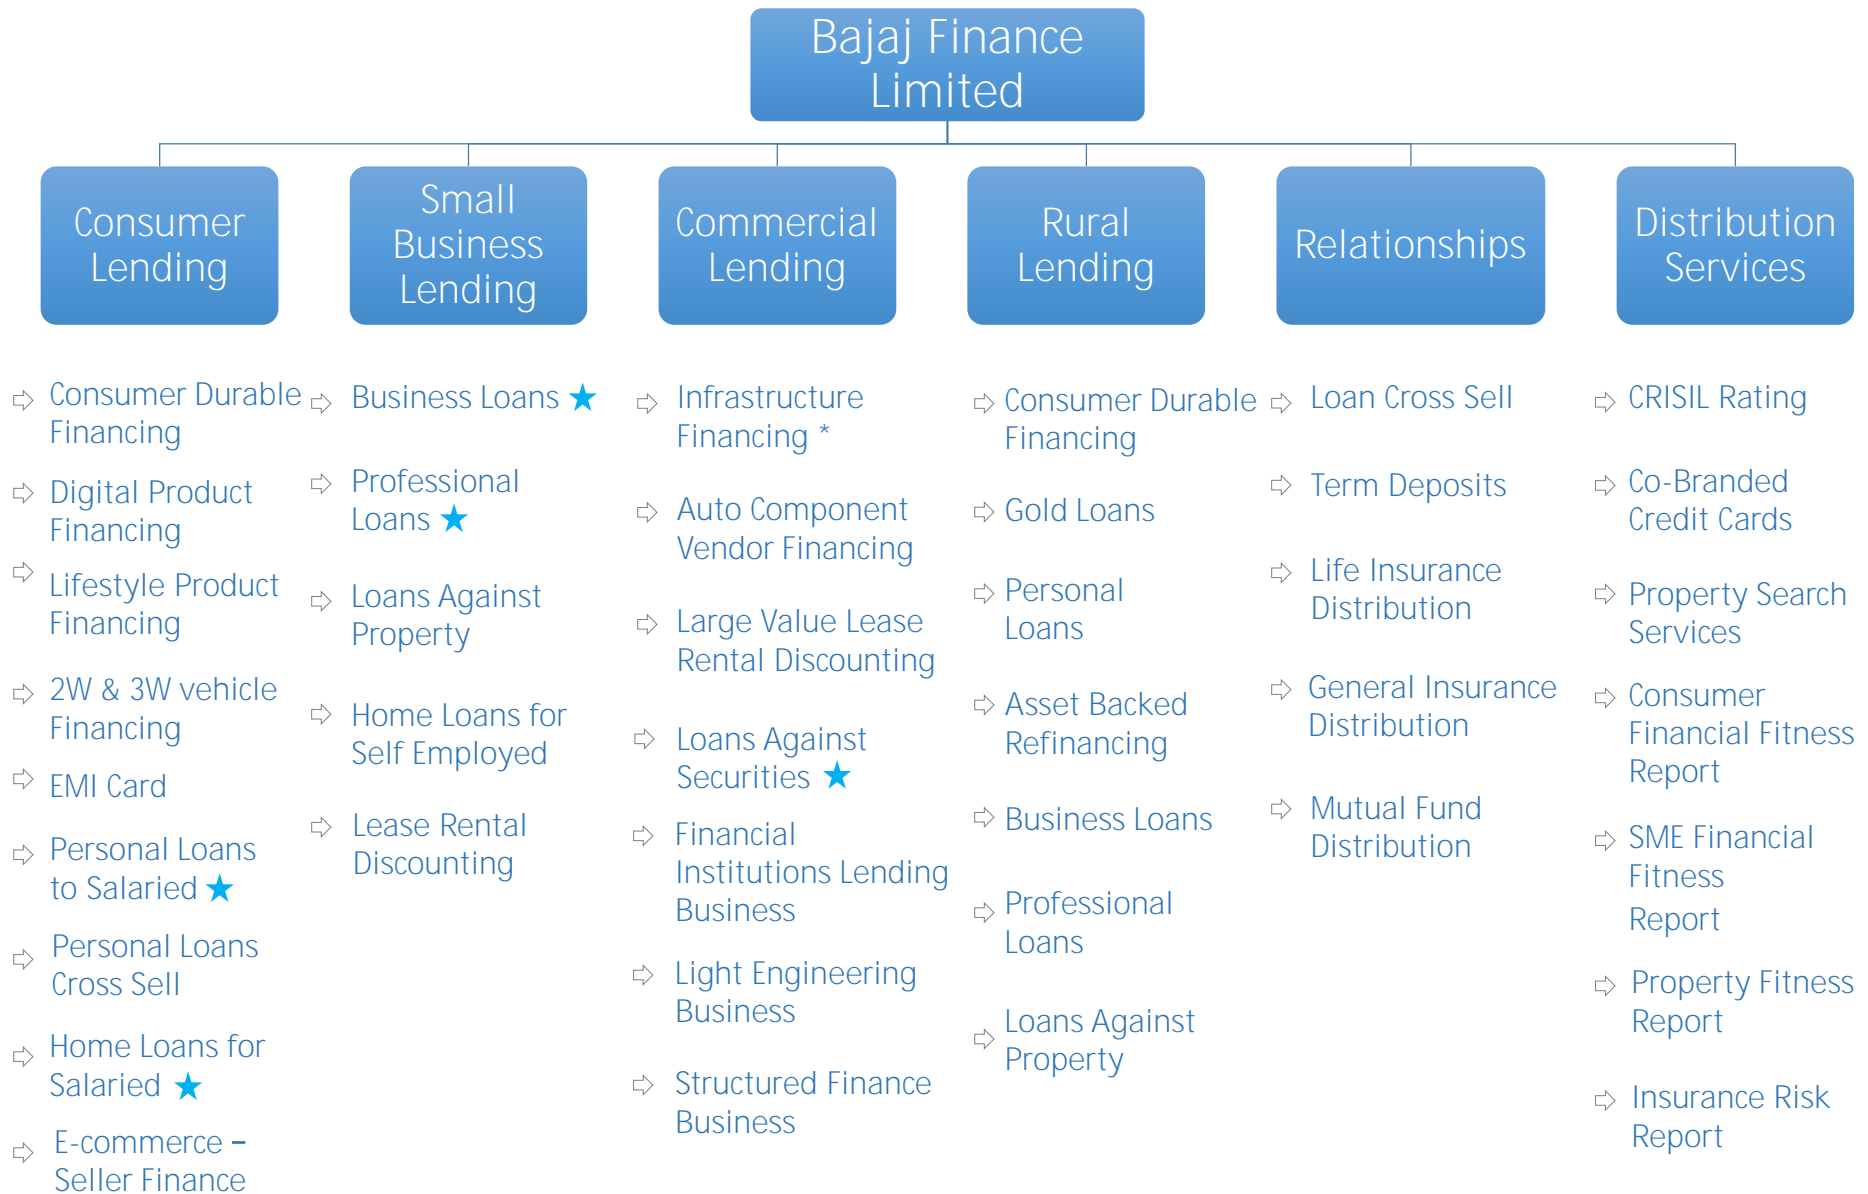 Bajaj Finance
Limited
Consumer
Lending
Small
Business
Lending
Commercial
Lending
Rural
Lending
Relationships
Distribution
Services
Consumer Durable
Financing
Digital Product
Financing
Lifestyle Product
Financing
2W & 3W vehicle
Financing
EMI Card
Personal Loans
to Salaried ★
Personal Loans
Cross Sell
Home Loans for
Salaried ★
E-commerce –
Seller Finance
Business Loans ★
Professional
Loans ★
Loans Against
Property
Home Loans for
Self Employed
Lease Rental
Discounting
Infrastructure
Financing *
Auto Component
Vendor Financing
Large Value Lease
Rental Discounting
Loans Against
Securities ★
Financial
Institutions Lending
Business
Light Engineering
Business
Structured Finance
Business
Consumer Durable
Financing
Gold Loans
Personal
Loans
Asset Backed
Refinancing
Business Loans
Professional
Loans
Loans Against
Property
Loan Cross Sell
Term Deposits
Life Insurance
Distribution
General Insurance
Distribution
Mutual Fund
Distribution
CRISIL Rating
Co-Branded
Credit Cards
Property Search
Services
Consumer
Financial Fitness
Report
SME Financial
Fitness
Report
Property Fitness
Report
Insurance Risk
Report